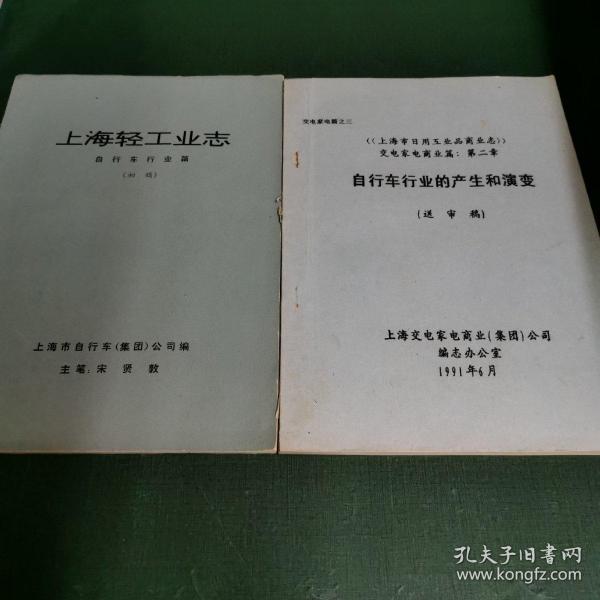 上海轻工业志
自行车行业篇
（初稿）
上海市自行车（集团）公司编
主笔：宋贤敦
交电家电篇之三
《《上海市日用工业品商业志》》
交电家电商业篇：第二章
自行车行业的产生和演变
（送审稿）
上海交电家电商业（集团）公司
编志办公室
1991年6月
孔夫子旧书网
www.kongfz.com